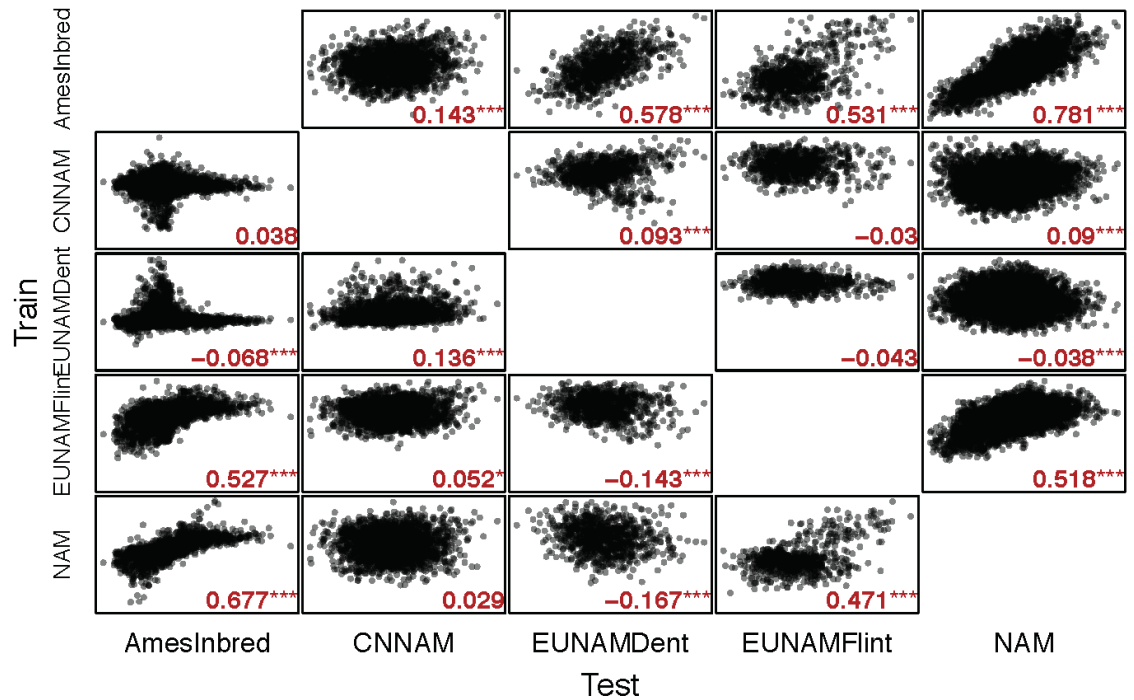 Train
AmesInbred
0.143***
0.578***
0.531***
0.781***
CNNAM
0.038
0.093***
−0.03
0.09***
EUNAMDent
−0.068***
0.136***
−0.043
−0.038***
EUNAMFlint
0.527***
0.052*
−0.143***
0.518***
NAM
0.677***
0.029
−0.167***
0.471***
AmesInbred CNNAM EUNAMDent EUNAMFlint NAM
Test